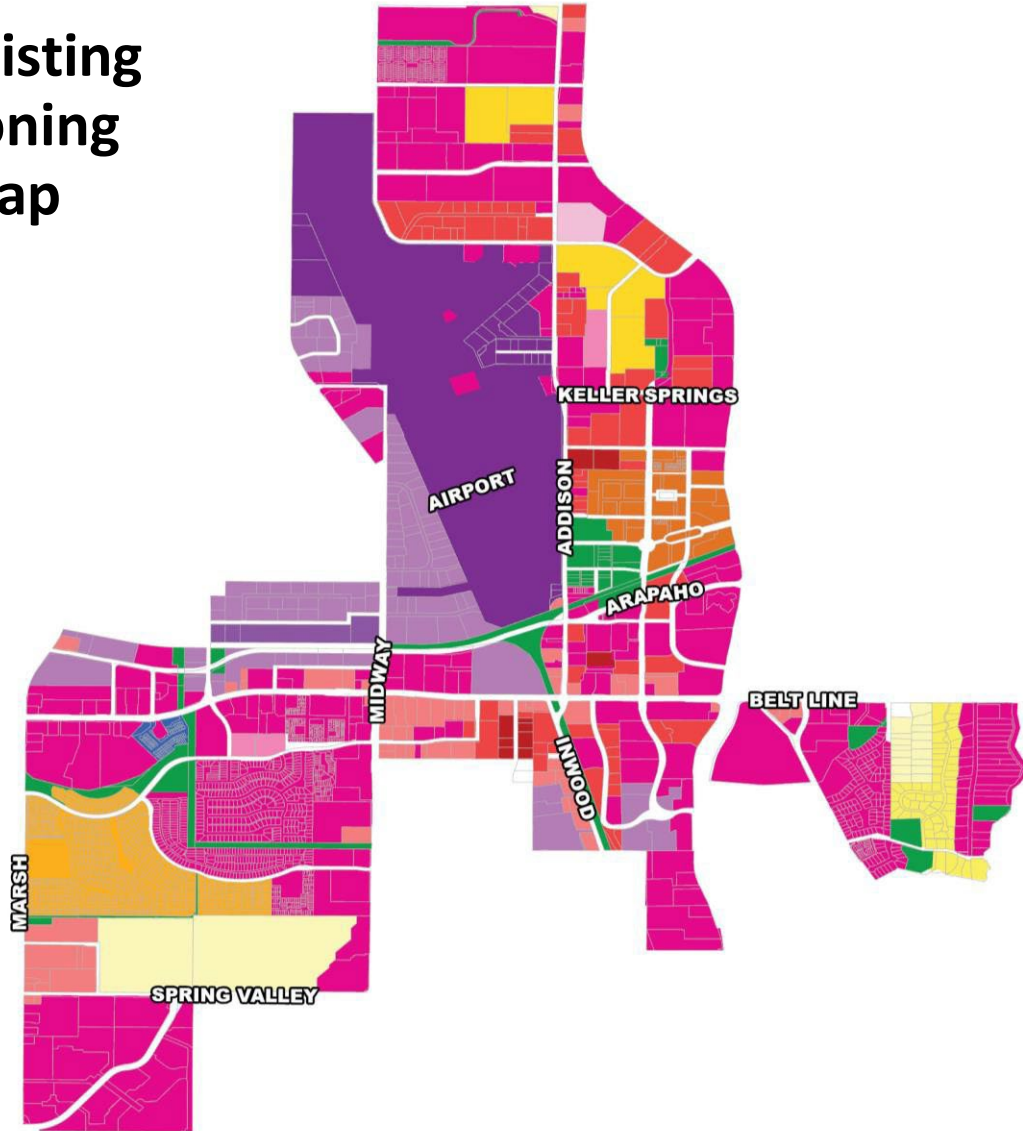 isting
oning
ap
KELLER SPRINGS
ADDISON
AIRPORT
ARAPAHO
MIDWAY
BELT LINE
INWOOD
MARSH
SPRING VALLEY